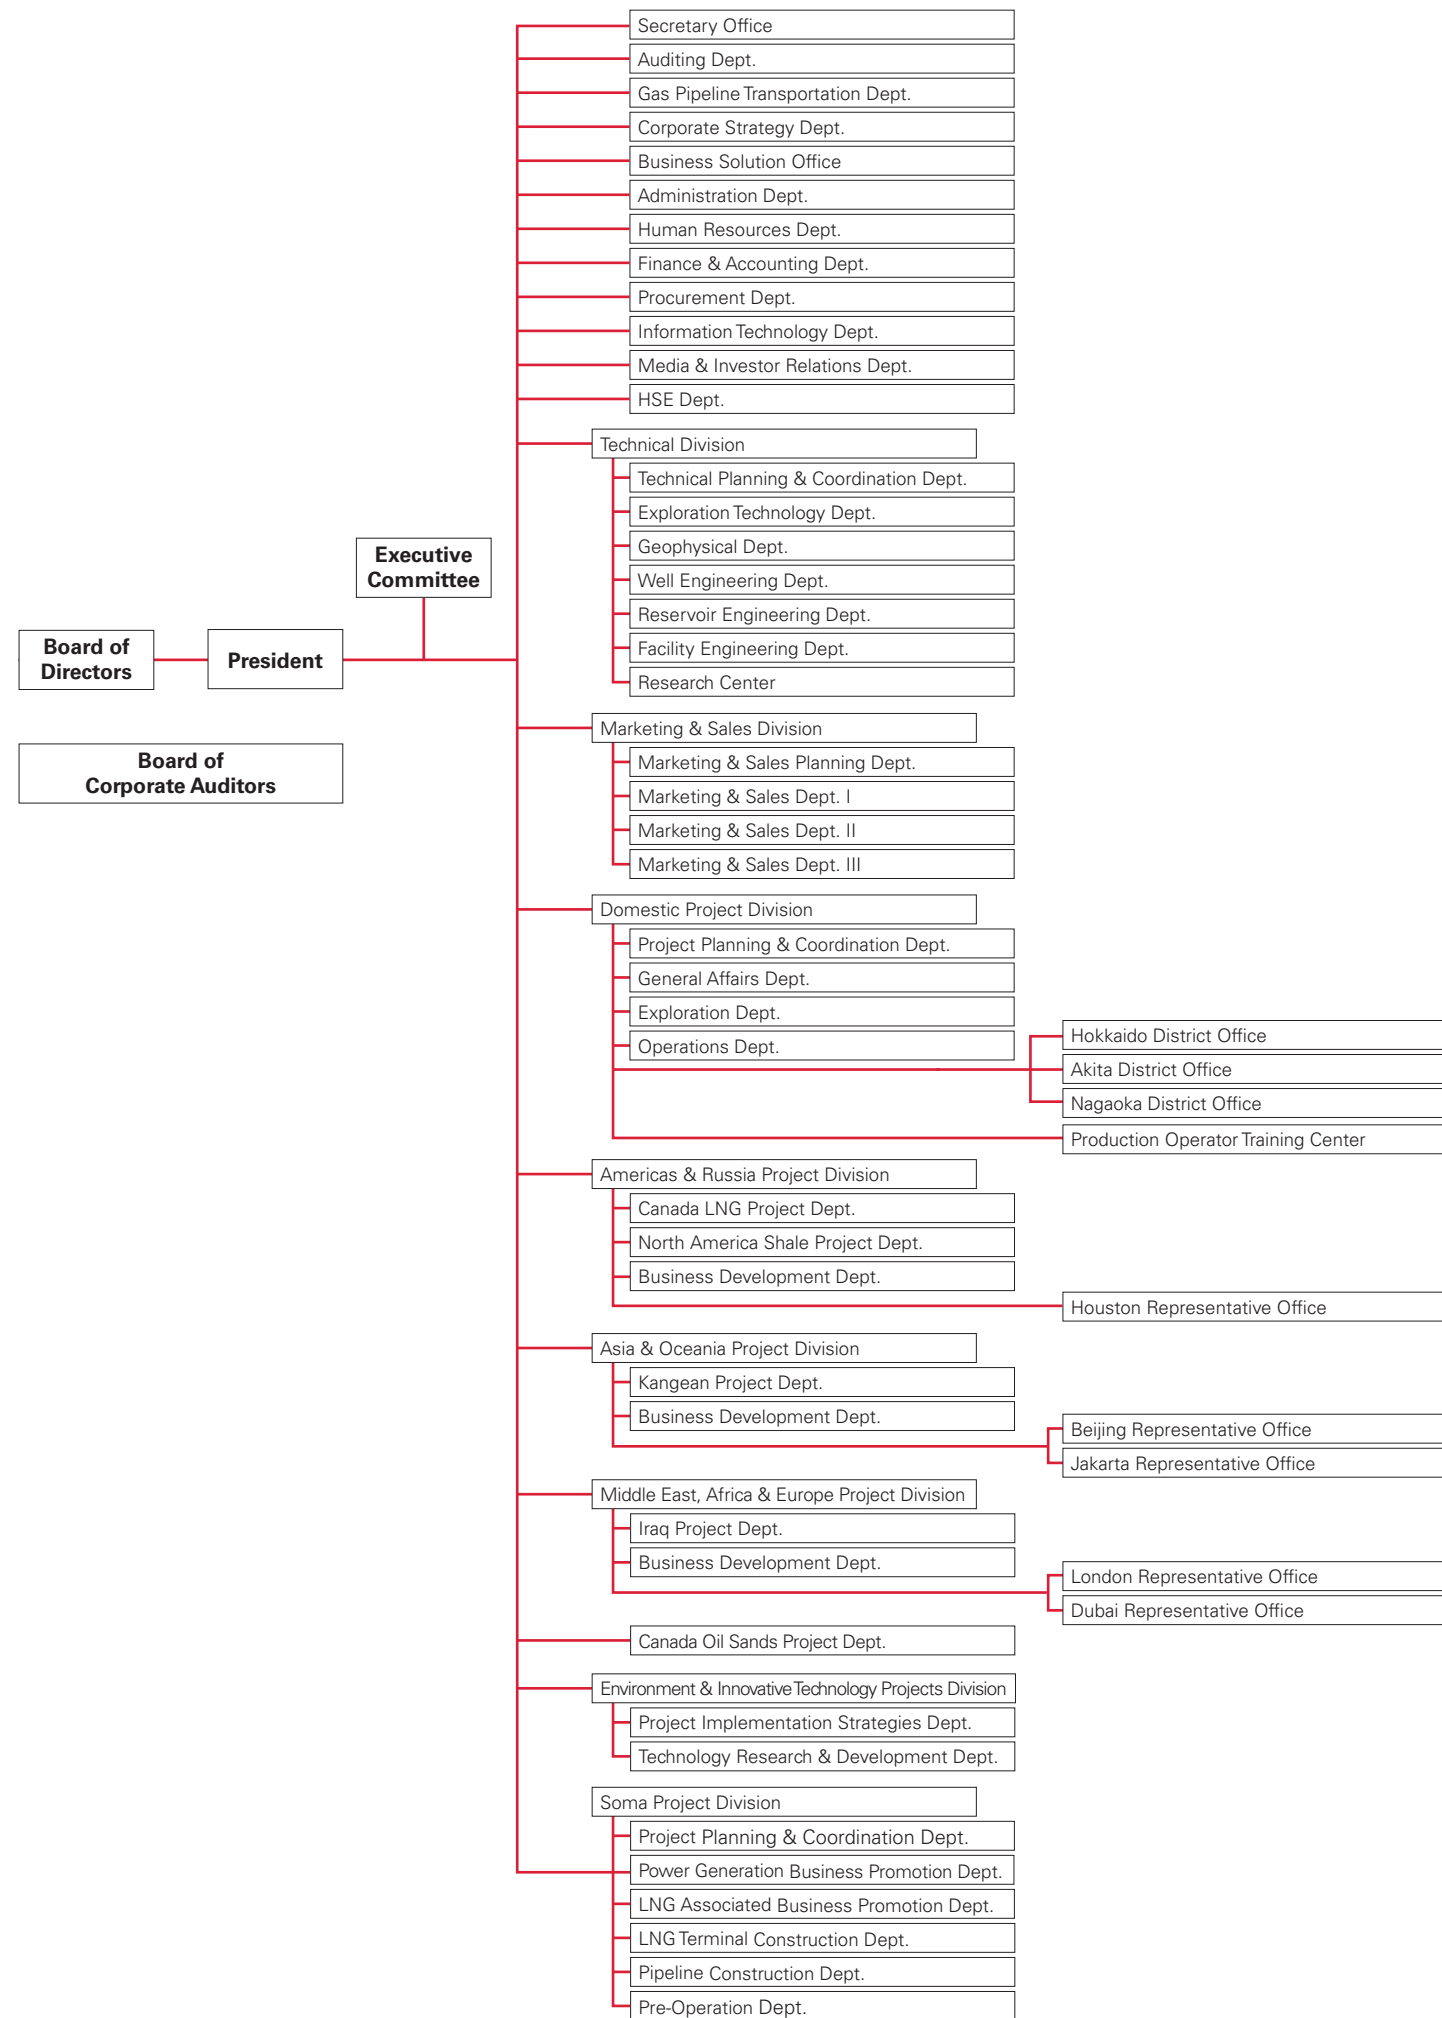 Secretary Office
Auditing Dept.
Gas Pipeline Transportation Dept.
Corporate Strategy Dept.
Business Solution Office
Administration Dept.
Human Resources Dept.
Finance & Accounting Dept.
Procurement Dept.
Information Technology Dept.
Media & Investor Relations Dept.
HSE Dept.
Technical Division
Technical Planning & Coordination Dept.
Exploration Technology Dept.
Geophysical Dept.
Well Engineering Dept.
Reservoir Engineering Dept.
Facility Engineering Dept.
Research Center
Executive
Committee
Board of
Directors
President
Board of
Corporate Auditors
Marketing & Sales Division
Marketing & Sales Planning Dept.
Marketing & Sales Dept. I
Marketing & Sales Dept. II
Marketing & Sales Dept. III
Domestic Project Division
Project Planning & Coordination Dept.
General Affairs Dept.
Exploration Dept.
Operations Dept.
Hokkaido District Office
Akita District Office
Nagaoka District Office
Production Operator Training Center
Americas & Russia Project Division
Canada LNG Project Dept.
North America Shale Project Dept.
Business Development Dept.
Houston Representative Office
Asia & Oceania Project Division
Kangean Project Dept.
Business Development Dept.
Beijing Representative Office
Jakarta Representative Office
Middle East, Africa & Europe Project Division
Iraq Project Dept.
Business Development Dept.
London Representative Office
Dubai Representative Office
Canada Oil Sands Project Dept.
Environment & Innovative Technology Projects Division
Project Implementation Strategies Dept.
Technology Research & Development Dept.
Soma Project Division
Project Planning & Coordination Dept.
Power Generation Business Promotion Dept.
LNG Associated Business Promotion Dept.
LNG Terminal Construction Dept.
Pipeline Construction Dept.
Pre-Operation Dept.